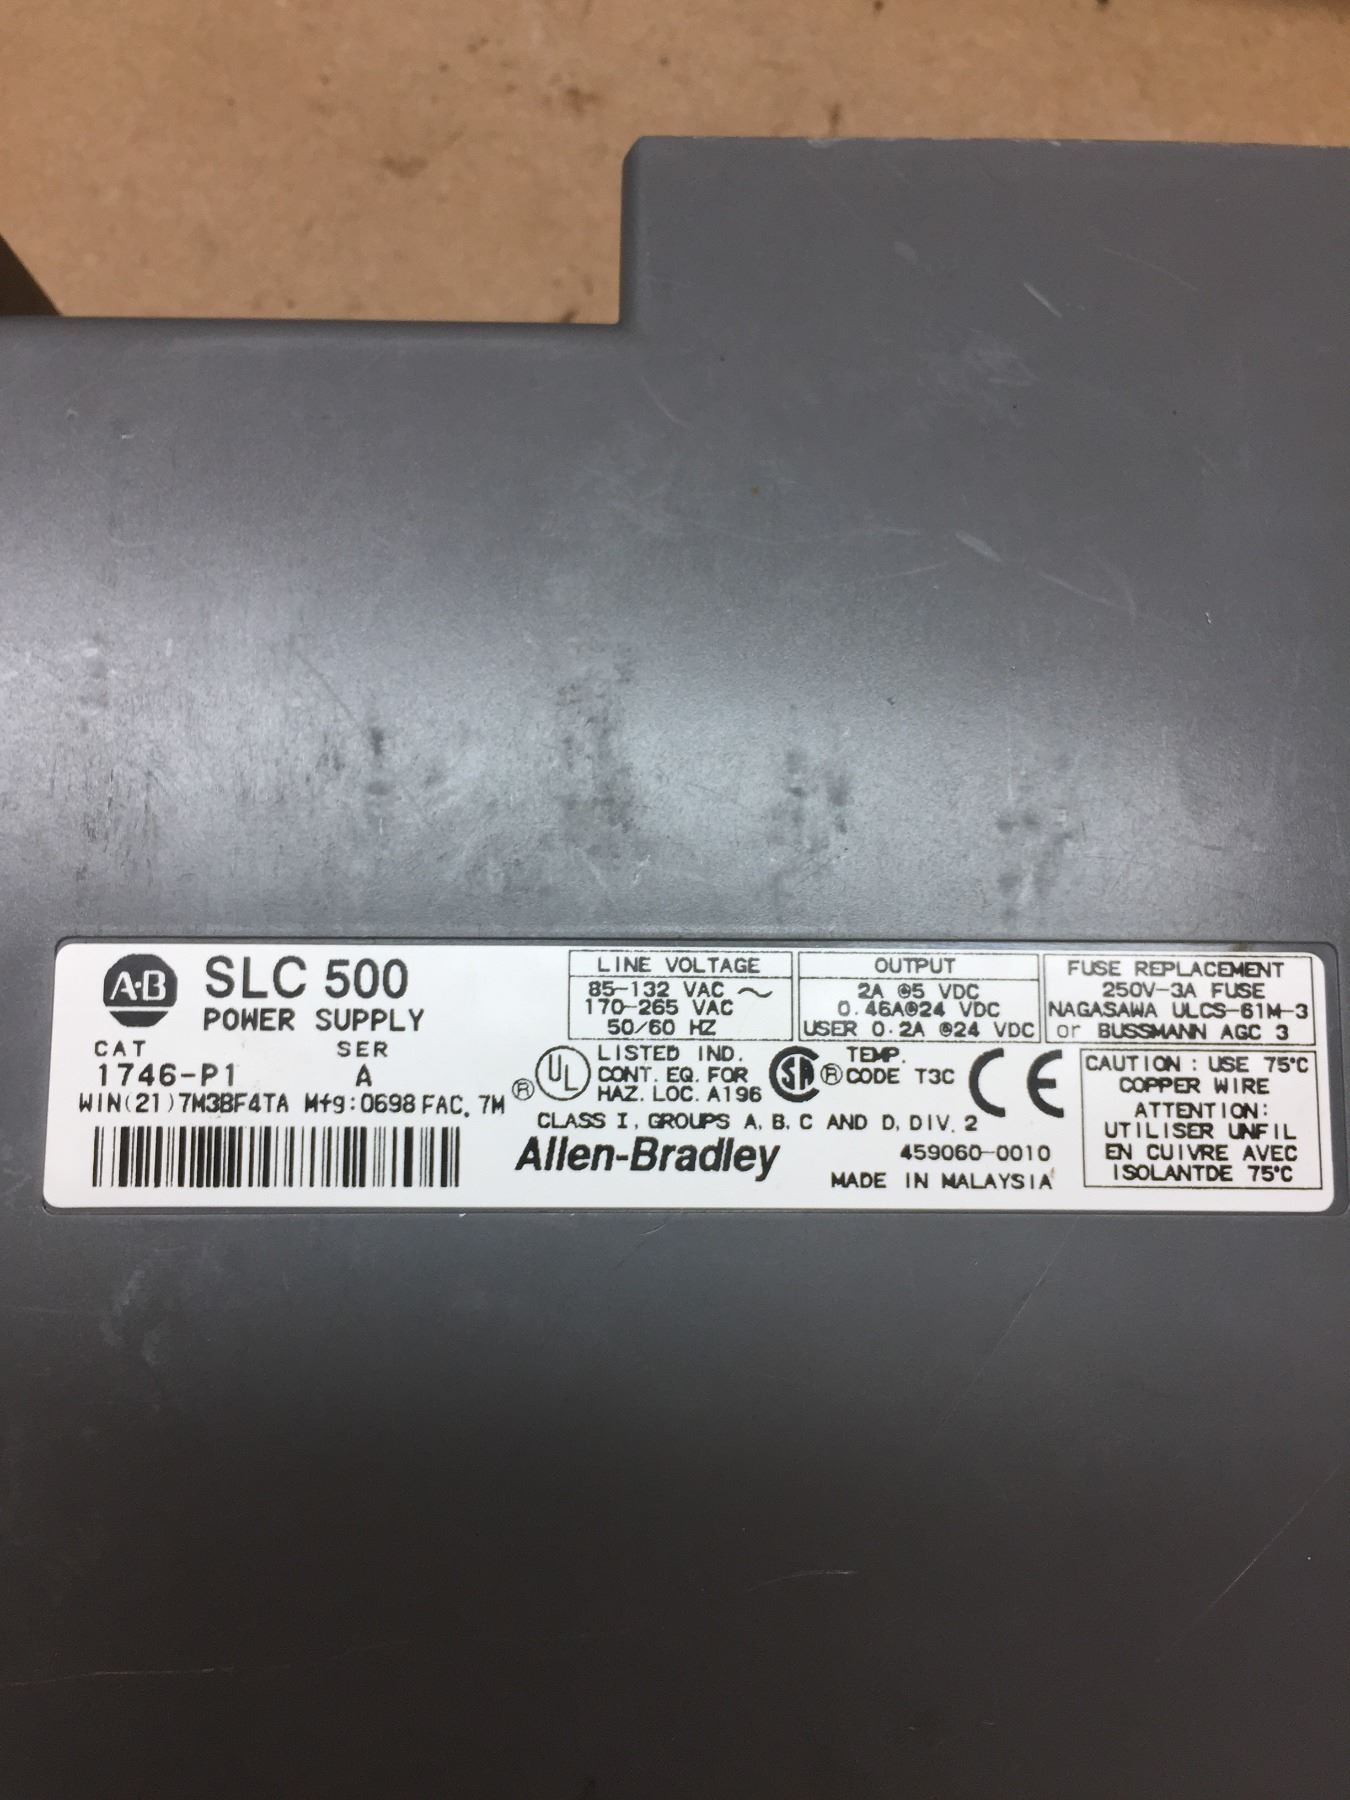 A·B
SLC 500
POWER SUPPLY
CAT SER
1746-P1 A
WIN(21)7M3BF4TA Mfg:0698 FAC. 7M
LINE VOLTAGE
85-132 VAC ~
170-265 VAC
50/60 HZ
OUTPUT
2A @5 VDC
0.46A@24 VDC
USER 0.2A @24 VDC
FUSE REPLACEMENT
250V-3A FUSE
NAGASAWA ULCS-61M-3
or BUSSMANN AGC 3
® UL
LISTED IND.
CONT. EQ. FOR
HAZ. LOC. A196
SA ®
TEMP.
CODE T3C
CE
CLASS I, GROUPS A, B, C AND D, DIV. 2
Allen-Bradley
459060-0010
MADE IN MALAYSIA
CAUTION : USE 75°C
COPPER WIRE
ATTENTION:
UTILISER UNFIL
EN CUIVRE AVEC
ISOLANTDE 75°C